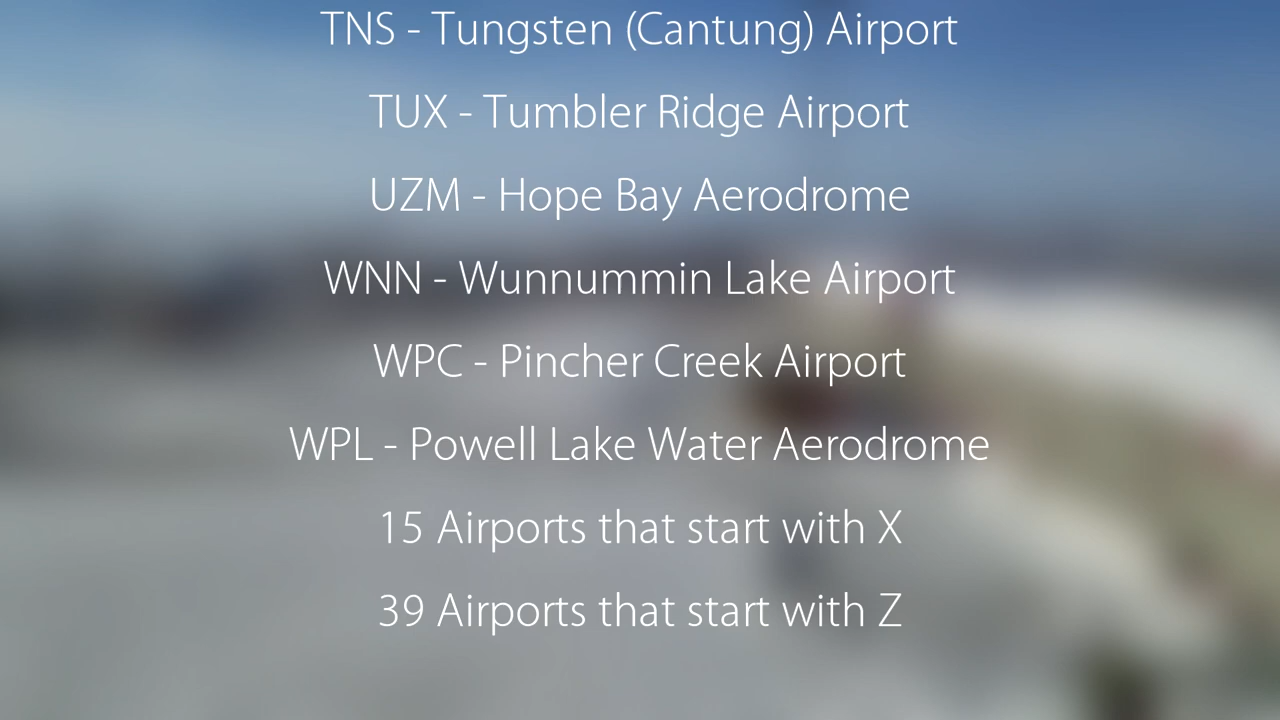 TNS - Tungsten (Cantung) Airport
TUX - Tumbler Ridge Airport
UZM - Hope Bay Aerodrome
WNN - Wunnummin Lake Airport
WPC - Pincher Creek Airport
WPL - Powell Lake Water Aerodrome
15 Airports that start with X
39 Airports that start with Z